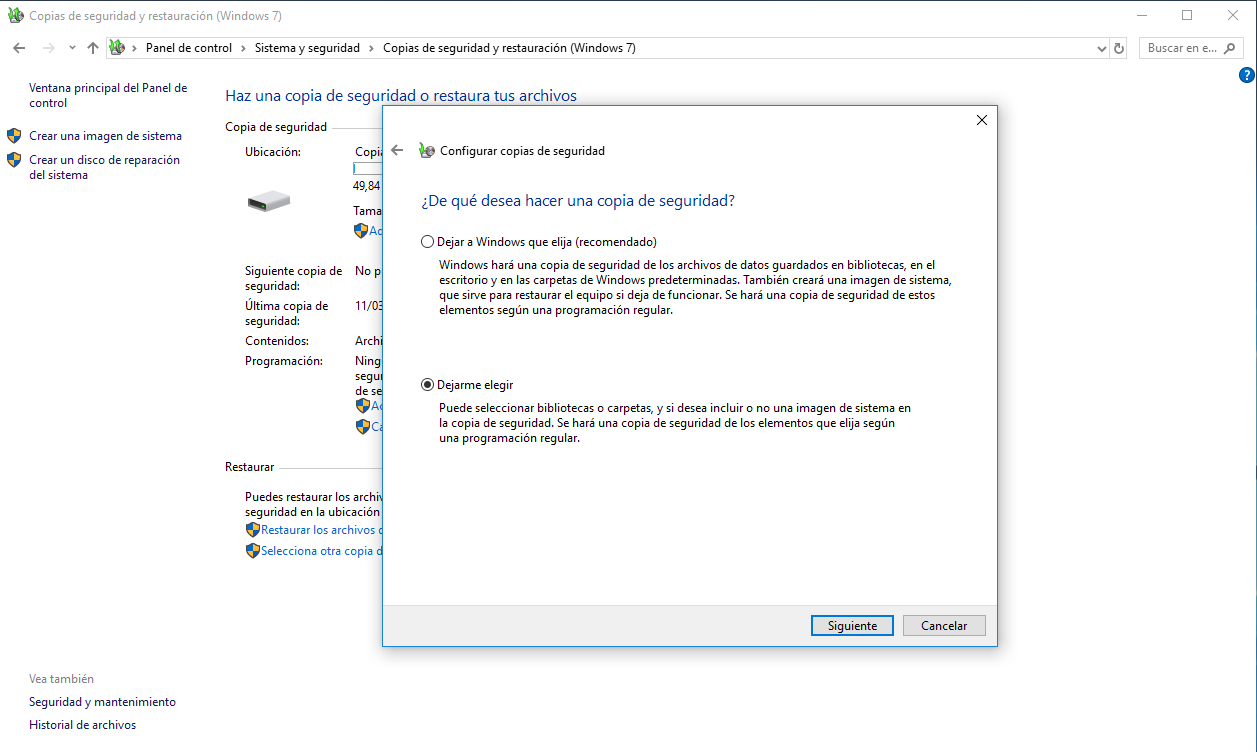 Copias de seguridad y restauración (Windows 7)
Panel de control > Sistema y seguridad > Copias de seguridad y restauración (Windows 7)
Buscar en e...
?
Ventana principal del Panel de
control
Crear una imagen de sistema
Crear un disco de reparación
del sistema
Haz una copia de seguridad o restaura tus archivos
Copia de seguridad
Ubicación:
Copia
49,84
Tama
Ad
Siguiente copia de
seguridad:
No p
Última copia de
seguridad:
11/03
Contenidos:
Archi
Programación:
Ning
segur
de se
Ac
Ca
Restaurar
Puedes restaurar los archiv
seguridad en la ubicación
Restaurar los archivos d
Selecciona otra copia d
Vea también
Seguridad y mantenimiento
Historial de archivos
Configurar copias de seguridad
¿De qué desea hacer una copia de seguridad?
Dejar a Windows que elija (recomendado)
Windows hará una copia de seguridad de los archivos de datos guardados en bibliotecas, en el
escritorio y en las carpetas de Windows predeterminadas. También creará una imagen de sistema,
que sirve para restaurar el equipo si deja de funcionar. Se hará una copia de seguridad de estos
elementos según una programación regular.
Dejarme elegir
Puede seleccionar bibliotecas o carpetas, y si desea incluir o no una imagen de sistema en
la copia de seguridad. Se hará una copia de seguridad de los elementos que elija según
una programación regular.
Siguiente
Cancelar